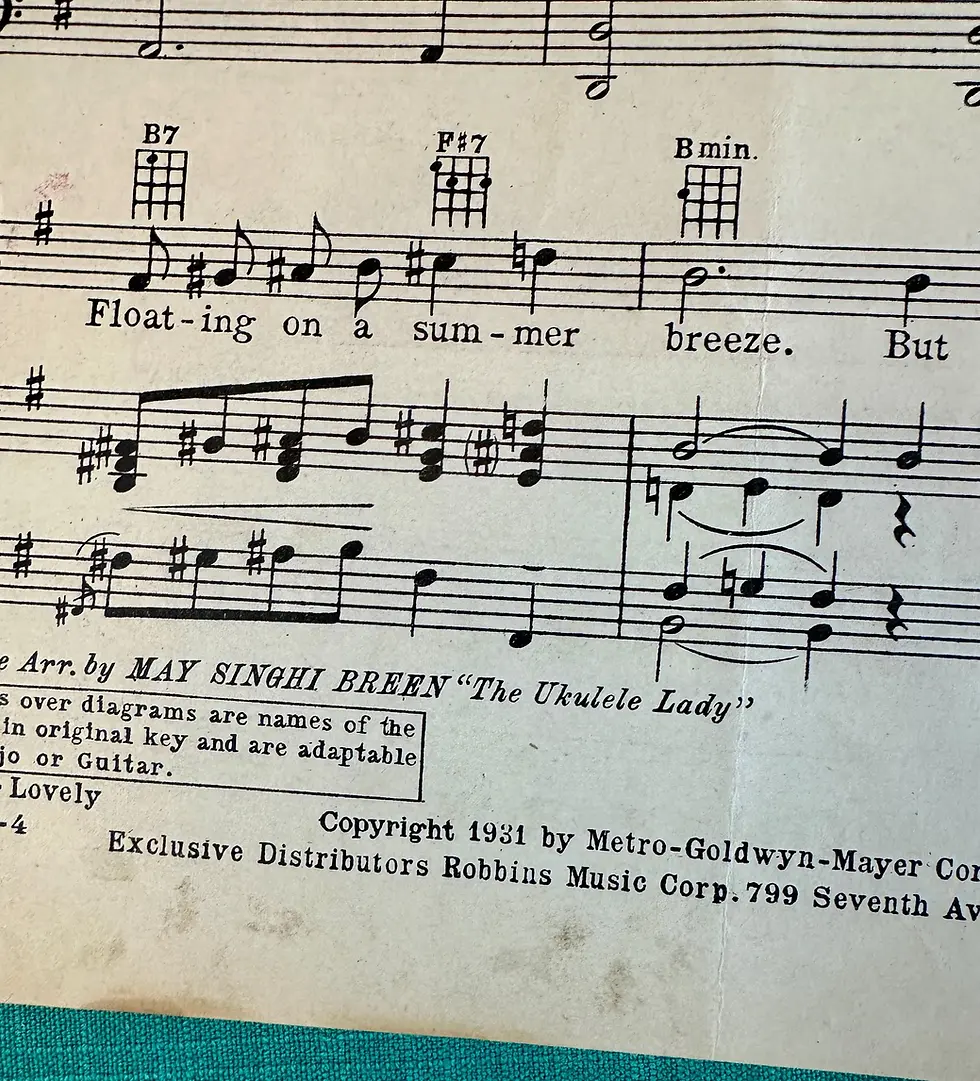 B7 F#7 B min.
Float-ing on a sum-mer breeze. But
Arr. by MAY SINGHI BREEN "The Ukulele Lady"
over diagrams are names of the
in original key and are adaptable
or Guitar.
Lovely
-4
Copyright 1931 by Metro-Goldwyn-Mayer
Exclusive Distributors Robbins Music Corp. 799 Seventh Av